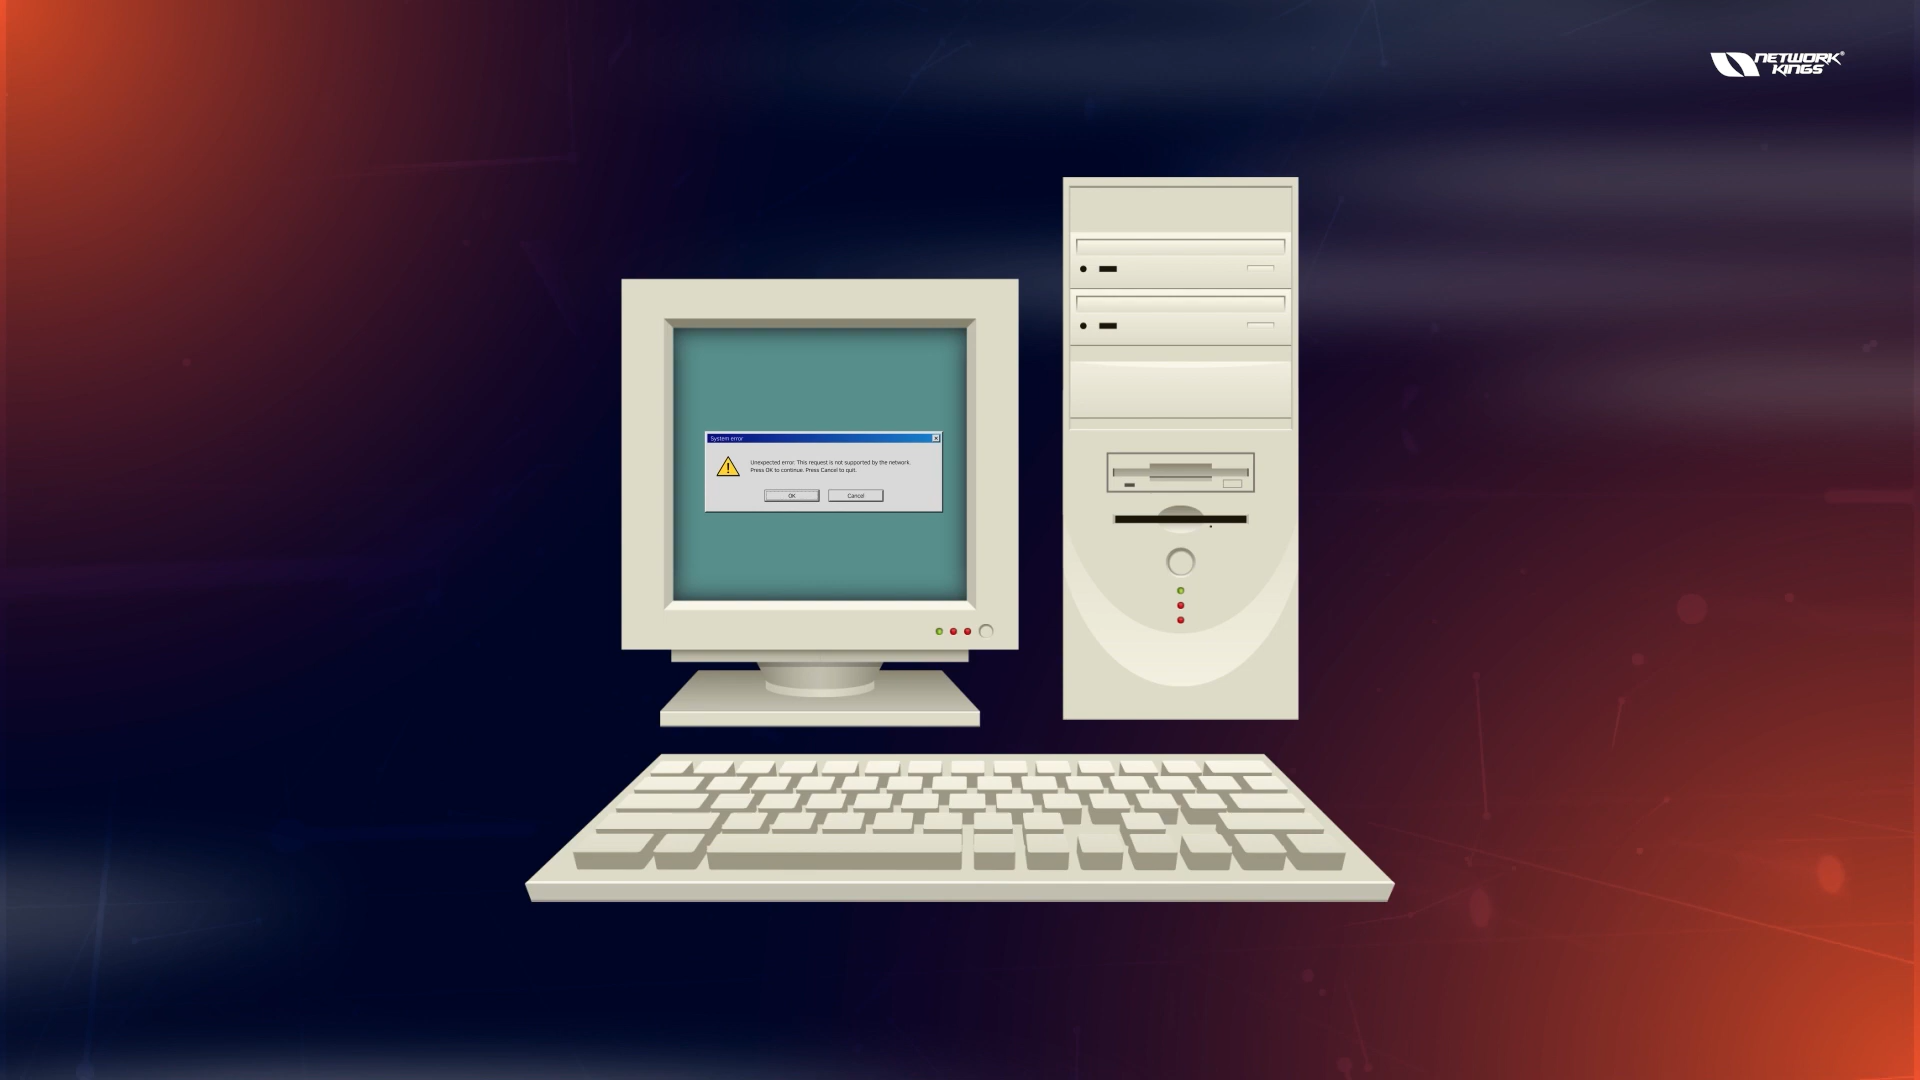 NETWORK
KINGS
System error
Unexpected error: This request is not supported by the network.
Press OK to continue. Press Cancel to quit.
OK
Cancel